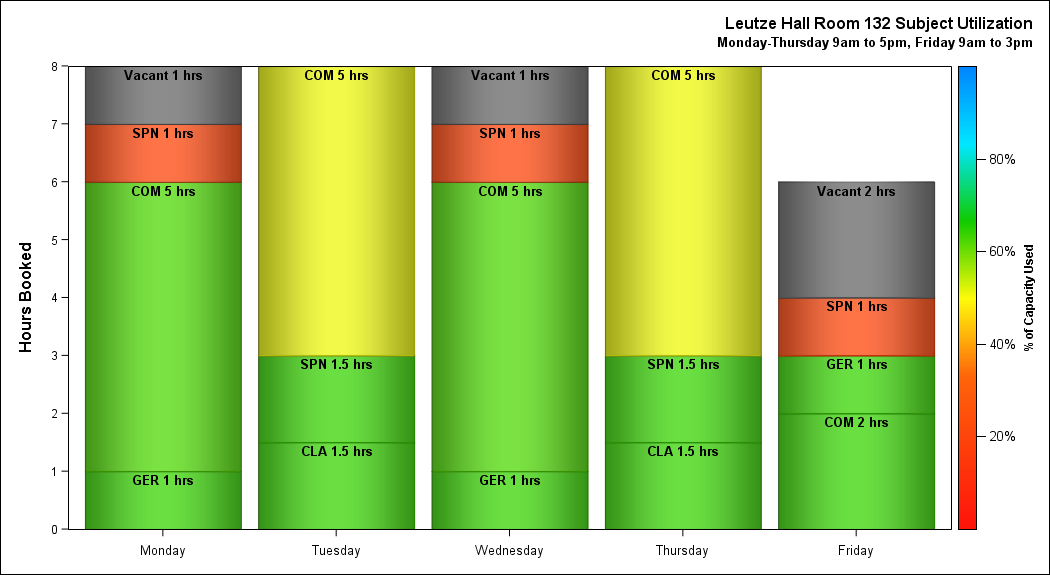 Leutze Hall Room 132 Subject Utilization
Monday-Thursday 9am to 5pm, Friday 9am to 3pm
Hours Booked
8
7
6
5
4
3
2
1
0
Vacant 1 hrs
SPN 1 hrs
COM 5 hrs
GER 1 hrs
COM 5 hrs
SPN 1.5 hrs
CLA 1.5 hrs
Vacant 1 hrs
SPN 1 hrs
COM 5 hrs
GER 1 hrs
COM 5 hrs
SPN 1.5 hrs
CLA 1.5 hrs
Vacant 2 hrs
SPN 1 hrs
GER 1 hrs
COM 2 hrs
Monday
Tuesday
Wednesday
Thursday
Friday
80%
60%
40%
20%
% of Capacity Used